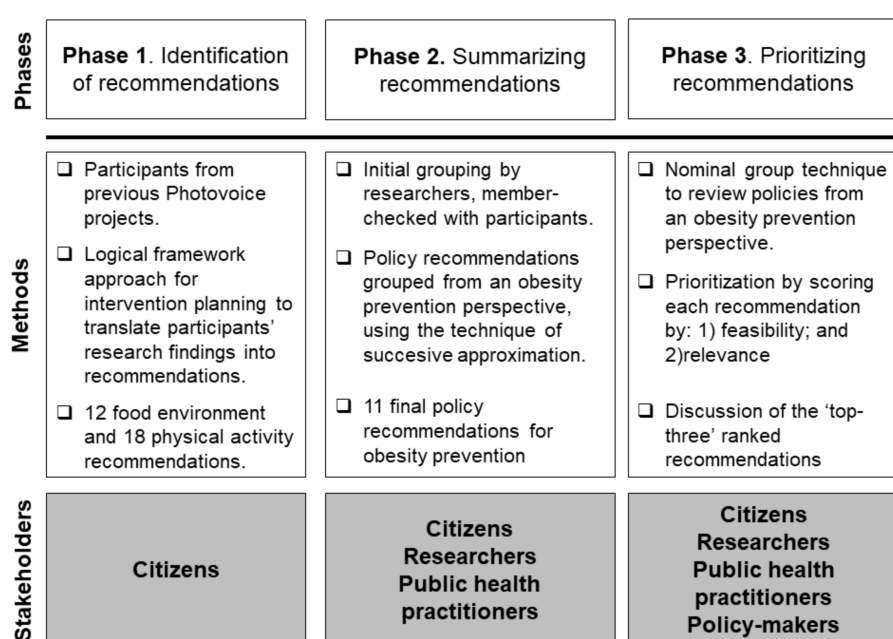 Phases
Phase 1. Identification
of recommendations
Phase 2. Summarizing
recommendations
Phase 3. Prioritizing
recommendations
Methods
❑ Participants from
previous Photovoice
projects.
❑ Logical framework
approach for
intervention planning to
translate participants'
research findings into
recommendations.
❑ 12 food environment
and 18 physical activity
recommendations.
❑ Initial grouping by
researchers, member-
checked with participants.
❑ Policy recommendations
grouped from an obesity
prevention perspective,
using the technique of
succesive approximation.
❑ 11 final policy
recommendations for
obesity prevention
❑ Nominal group technique
to review policies from
an obesity prevention
perspective.
❑ Prioritization by scoring
each recommendation
by: 1) feasibility; and
2)relevance
❑ Discussion of the ‘top-
three’ ranked
recommendations
Stakeholders
Citizens
Citizens
Researchers
Public health
practitioners
Citizens
Researchers
Public health
practitioners
Policy-makers